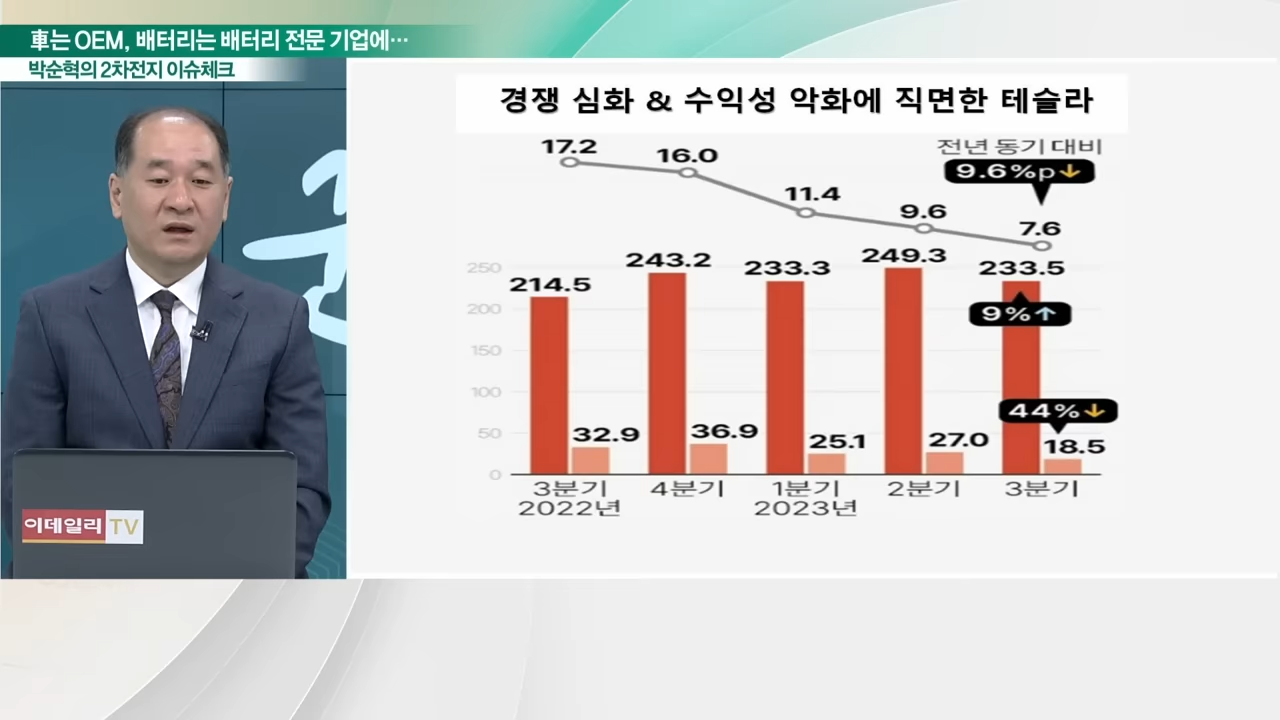 車는 OEM, 배터리는 배터리 전문 기업에…
박순혁의 2차전지 이슈체크
경쟁 심화 & 수익성 악화에 직면한 테슬라
전년 동기 대비
9.6%p↓
17.2
16.0
11.4
9.6
7.6
214.5
243.2
233.3
249.3
233.5
9%↑
44%↓
32.9
36.9
25.1
27.0
18.5
250
200
150
100
50
0
3분기 4분기 1분기 2분기 3분기
2022년 2023년
이데일리 TV